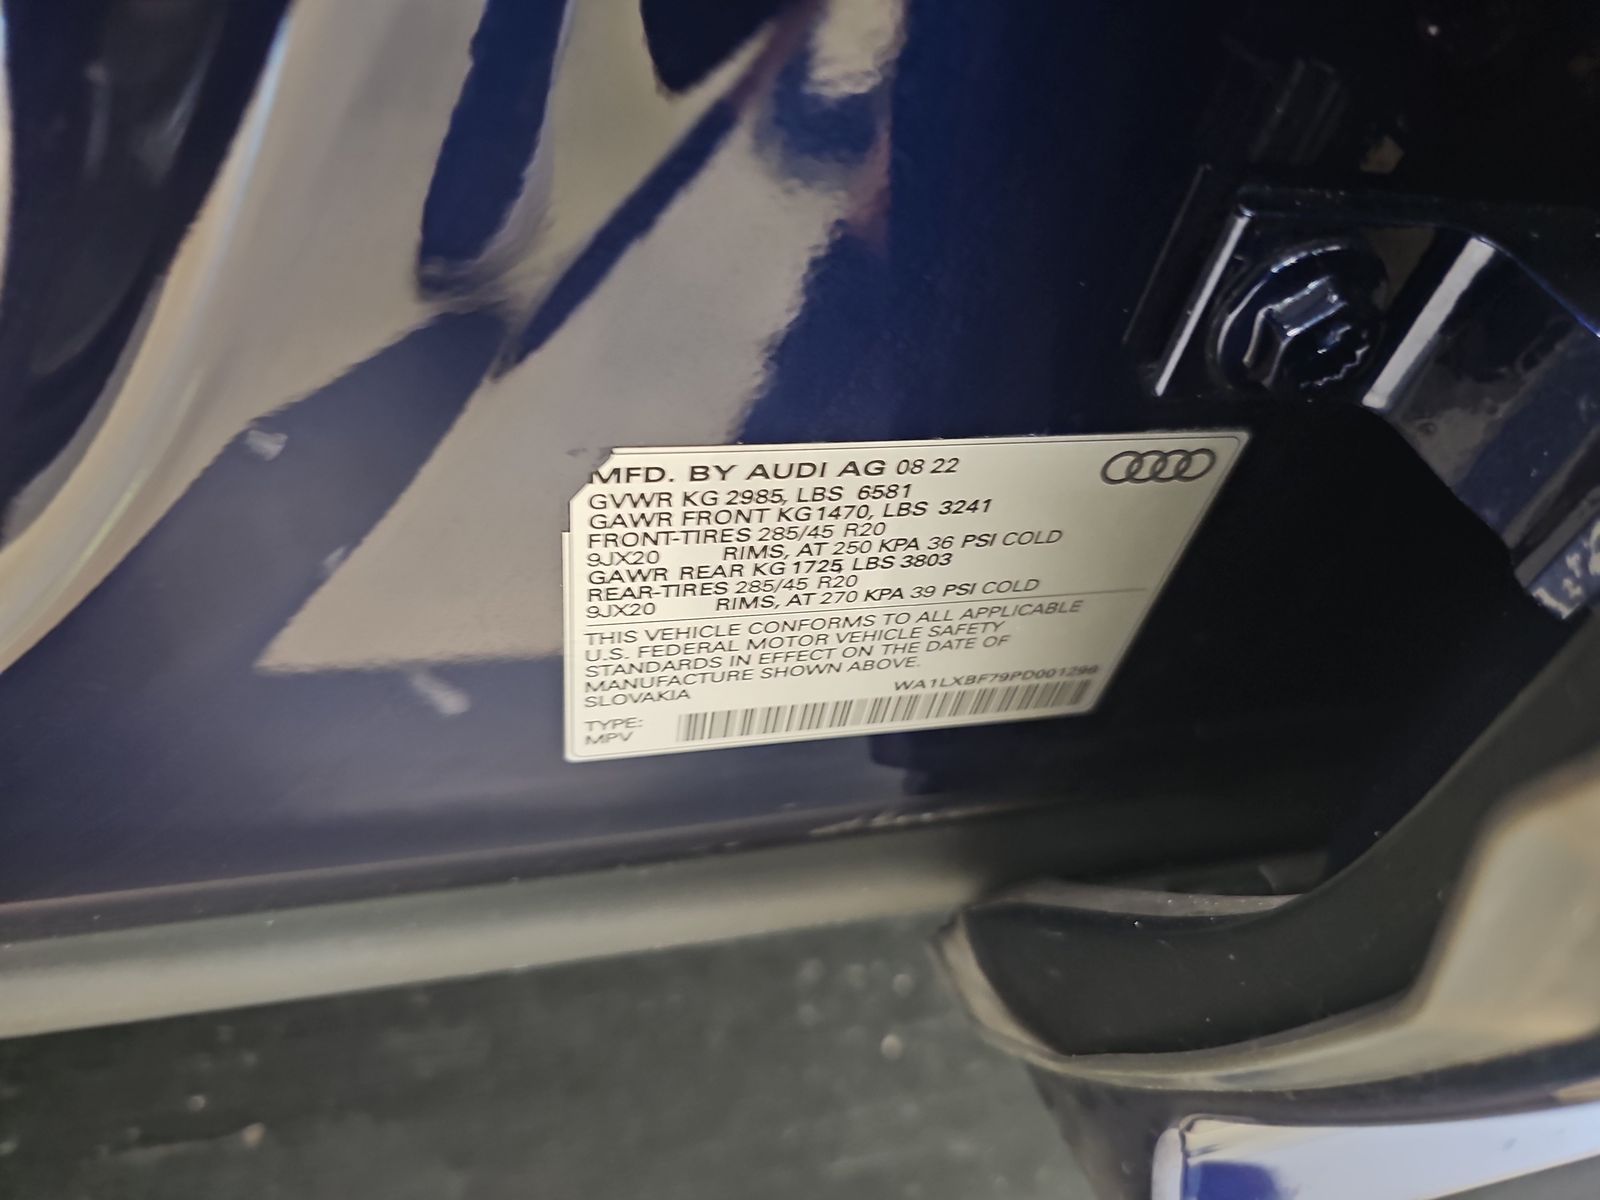 MFD. BY AUDI AG 08 22
GVWR KG 2985, LBS 6581
GAWR FRONT KG 1470, LBS 3241
FRONT-TIRES 285/45 R20
9JX20 RIMS, AT 250 KPA 36 PSI COLD
GAWR REAR KG 1725 LBS 3803
REAR-TIRES 285/45 R20
9JX20 RIMS, AT 270 KPA 39 PSI COLD
THIS VEHICLE CONFORMS TO ALL APPLICABLE
U.S. FEDERAL MOTOR VEHICLE SAFETY
STANDARDS IN EFFECT ON THE DATE OF
MANUFACTURE SHOWN ABOVE.
SLOVAKIA
WA1LXBF79PD001296
TYPE:
MPV